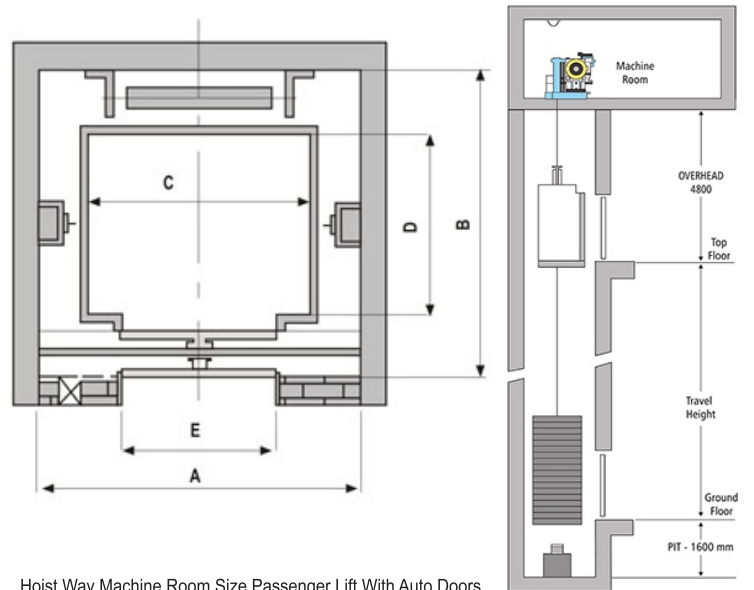 C
D
B
E
A
Hoist Way Machine Room Size Passenger Lift With Auto Doors
Machine
Room
OVERHEAD
4800
Top
Floor
Travel
Height
Ground
Floor
PIT - 1600 mm